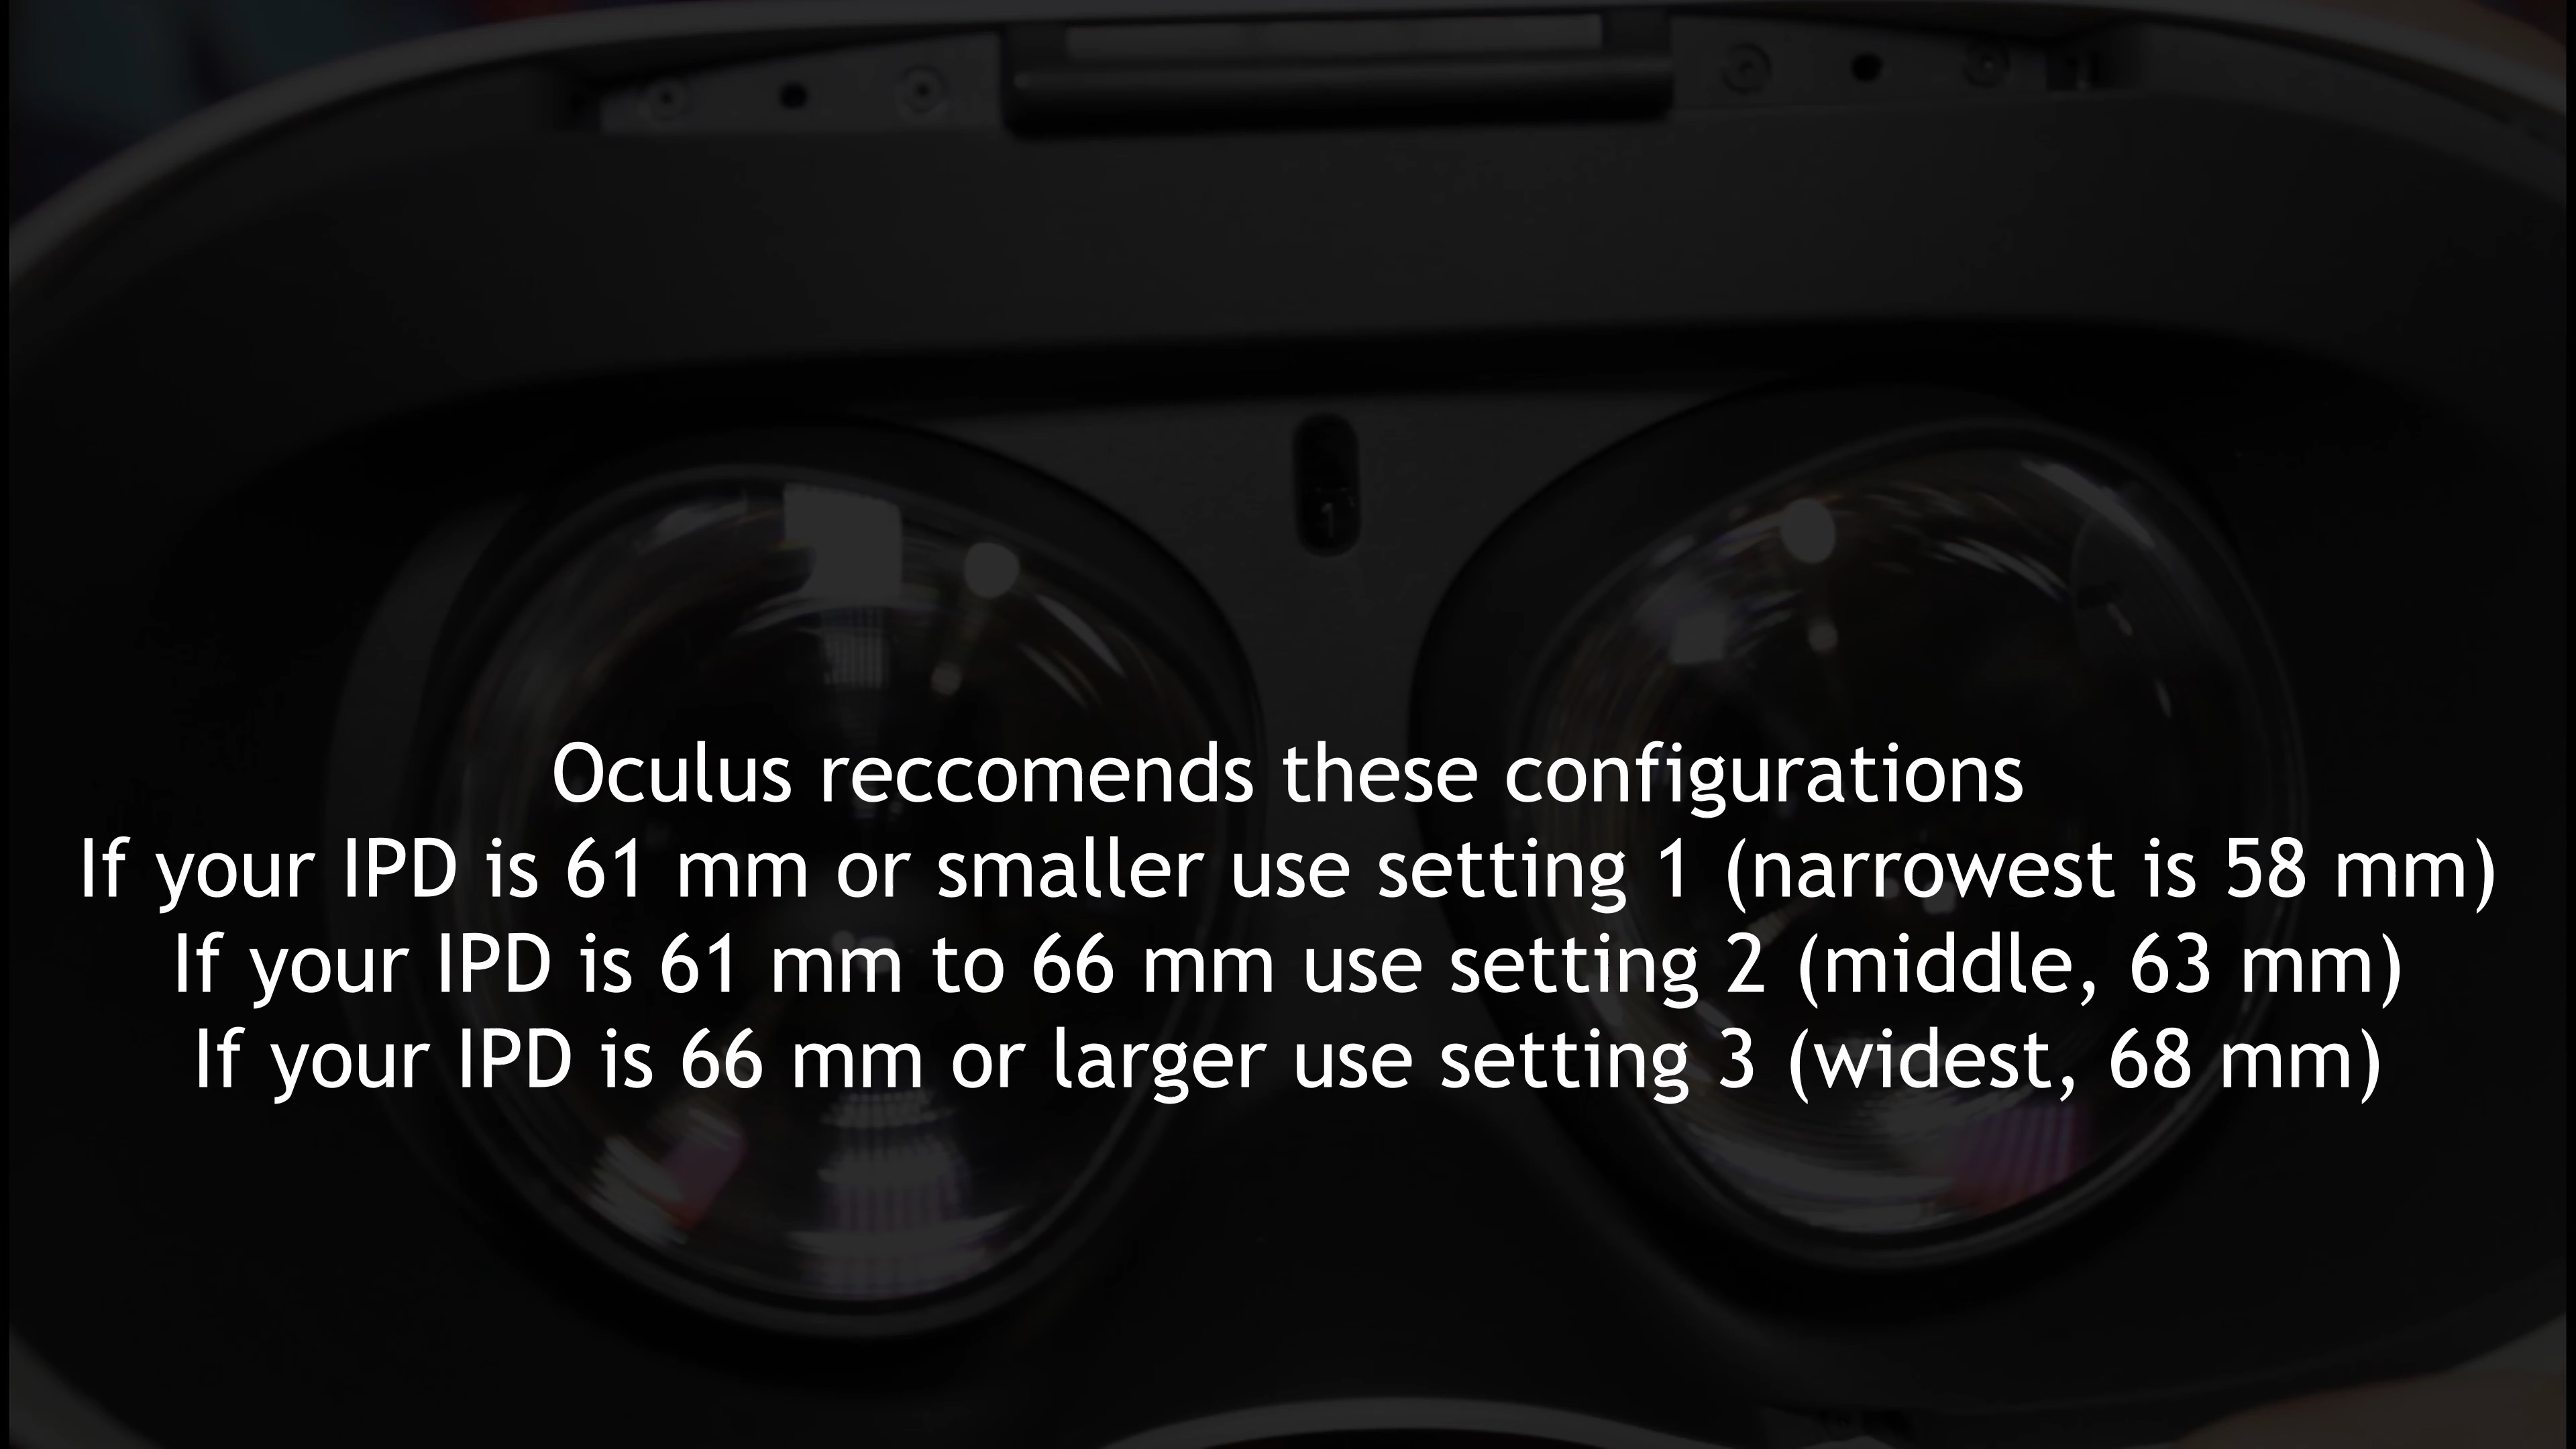 1
Oculus reccomends these configurations
If your IPD is 61 mm or smaller use setting 1 (narrowest is 58 mm)
If your IPD is 61 mm to 66 mm use setting 2 (middle, 63 mm)
If your IPD is 66 mm or larger use setting 3 (widest, 68 mm)